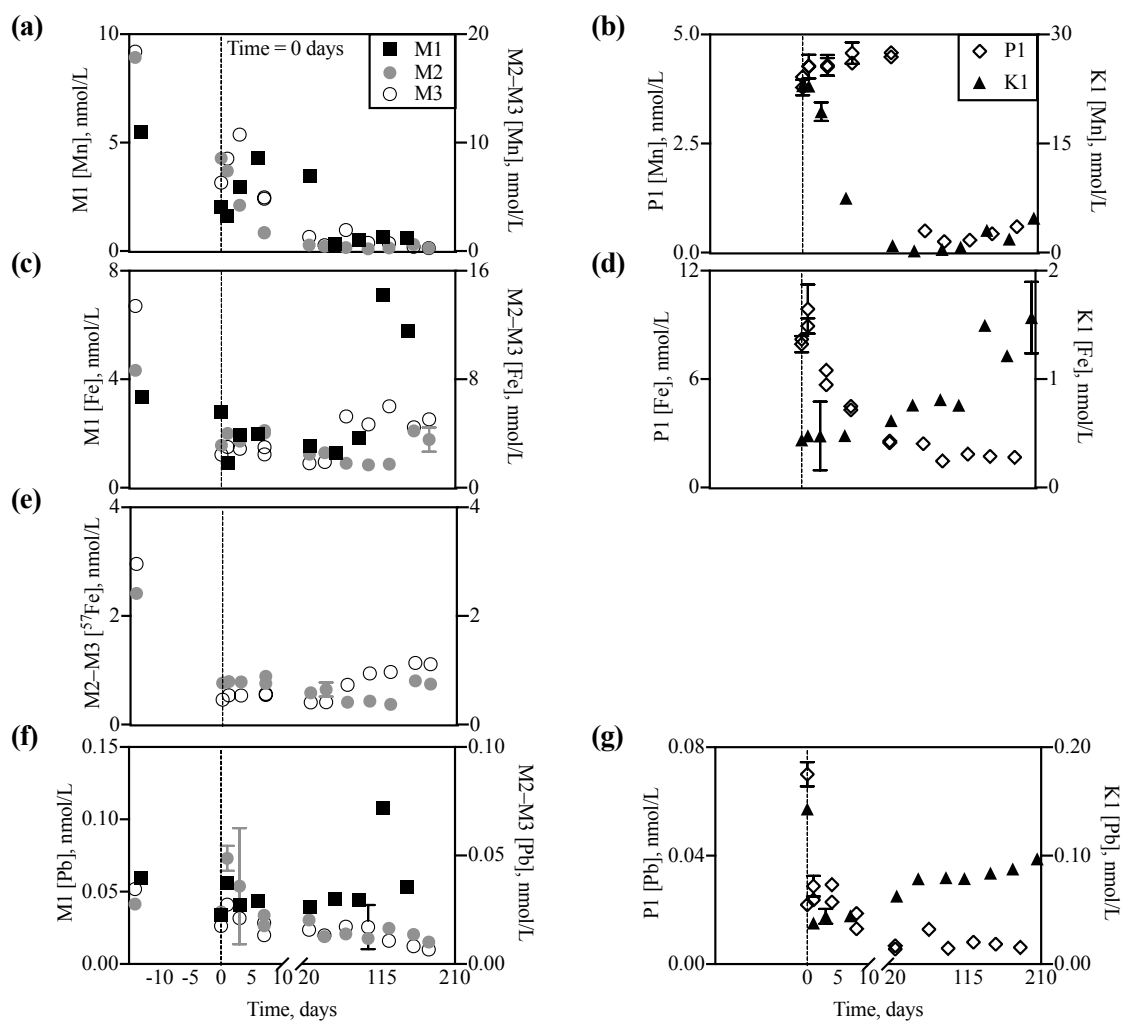 (a)
10
5
0
M1 [Mn], nmol/L
Time = 0 days
M1
M2
M3
20
10
0
M2–M3 [Mn], nmol/L
(b)
5.0
2.5
0.0
P1 [Mn], nmol/L
P1
K1
30
15
0
K1 [Mn], nmol/L
(c)
8
4
0
M1 [Fe], nmol/L
16
8
0
M2–M3 [Fe], nmol/L
(d)
12
6
0
P1 [Fe], nmol/L
2
1
0
K1 [Fe], nmol/L
(e)
4
2
0
M2–M3 [⁵⁷Fe], nmol/L
4
2
0
(f)
0.15
0.10
0.05
0.00
M1 [Pb], nmol/L
0.10
0.05
0.00
M2–M3 [Pb], nmol/L
-10 -5 0 5 10 20 115 210
Time, days
(g)
0.08
0.04
0.00
P1 [Pb], nmol/L
0.20
0.10
0.00
K1 [Pb], nmol/L
0 5 10 20 115 210
Time, days